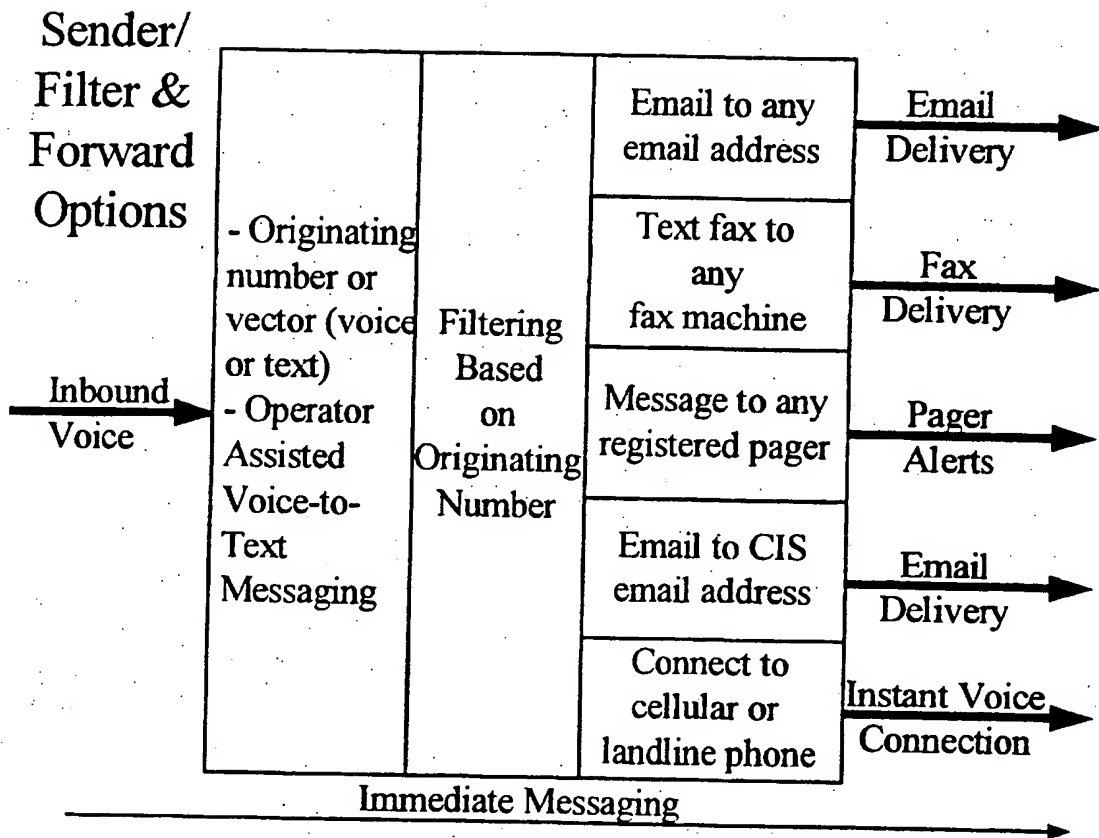 Sender/
Filter &
Forward
Options
Inbound
Voice
- Originating
number or
vector (voice
or text)
- Operator
Assisted
Voice-to-
Text
Messaging
Filtering
Based
on
Originating
Number
Email to any
email address
Text fax to
any
fax machine
Message to any
registered pager
Email to CIS
email address
Connect to
cellular or
landline phone
Email
Delivery
Fax
Delivery
Pager
Alerts
Email
Delivery
Instant Voice
Connection
Immediate Messaging